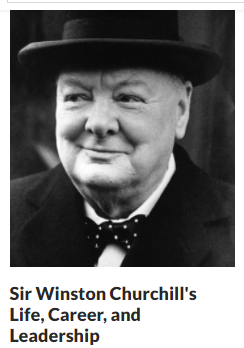 Sir Winston Churchill's
Life, Career, and
Leadership